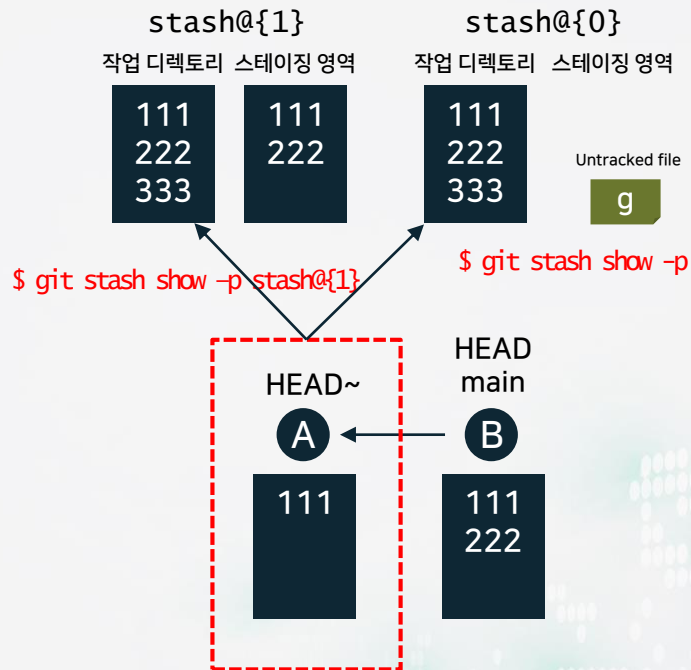 stash@{1}
stash@{0}
작업 디렉토리 스테이징 영역
작업 디렉토리 스테이징 영역
111
222
333
111
222
111
222
333
Untracked file
g
$ git stash show –p stash@{1}
$ git stash show –p
HEAD~
HEAD
main
A
B
111
111
222